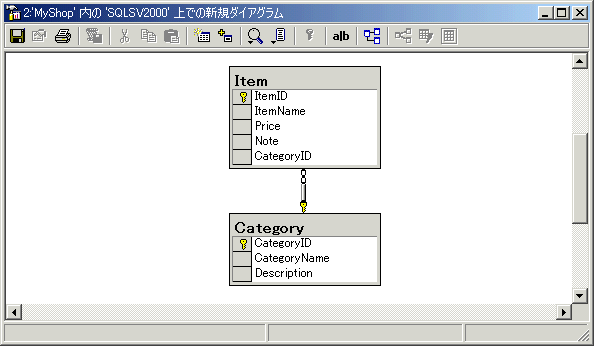 2:'MyShop' 内の 'SQLSV2000' 上での新規ダイアグラム
a|b
Item
ItemID
ItemName
Price
Note
CategoryID
Category
CategoryID
CategoryName
Description